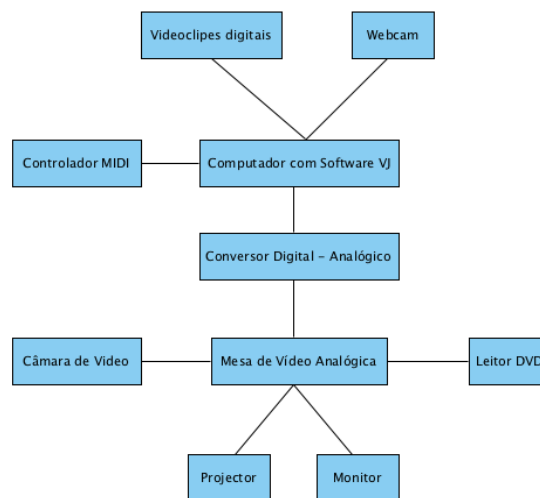 Videoclipes digitais
Webcam
Controlador MIDI
Computador com Software VJ
Conversor Digital - Analógico
Câmara de Video
Mesa de Vídeo Analógica
Leitor DVD
Projector
Monitor